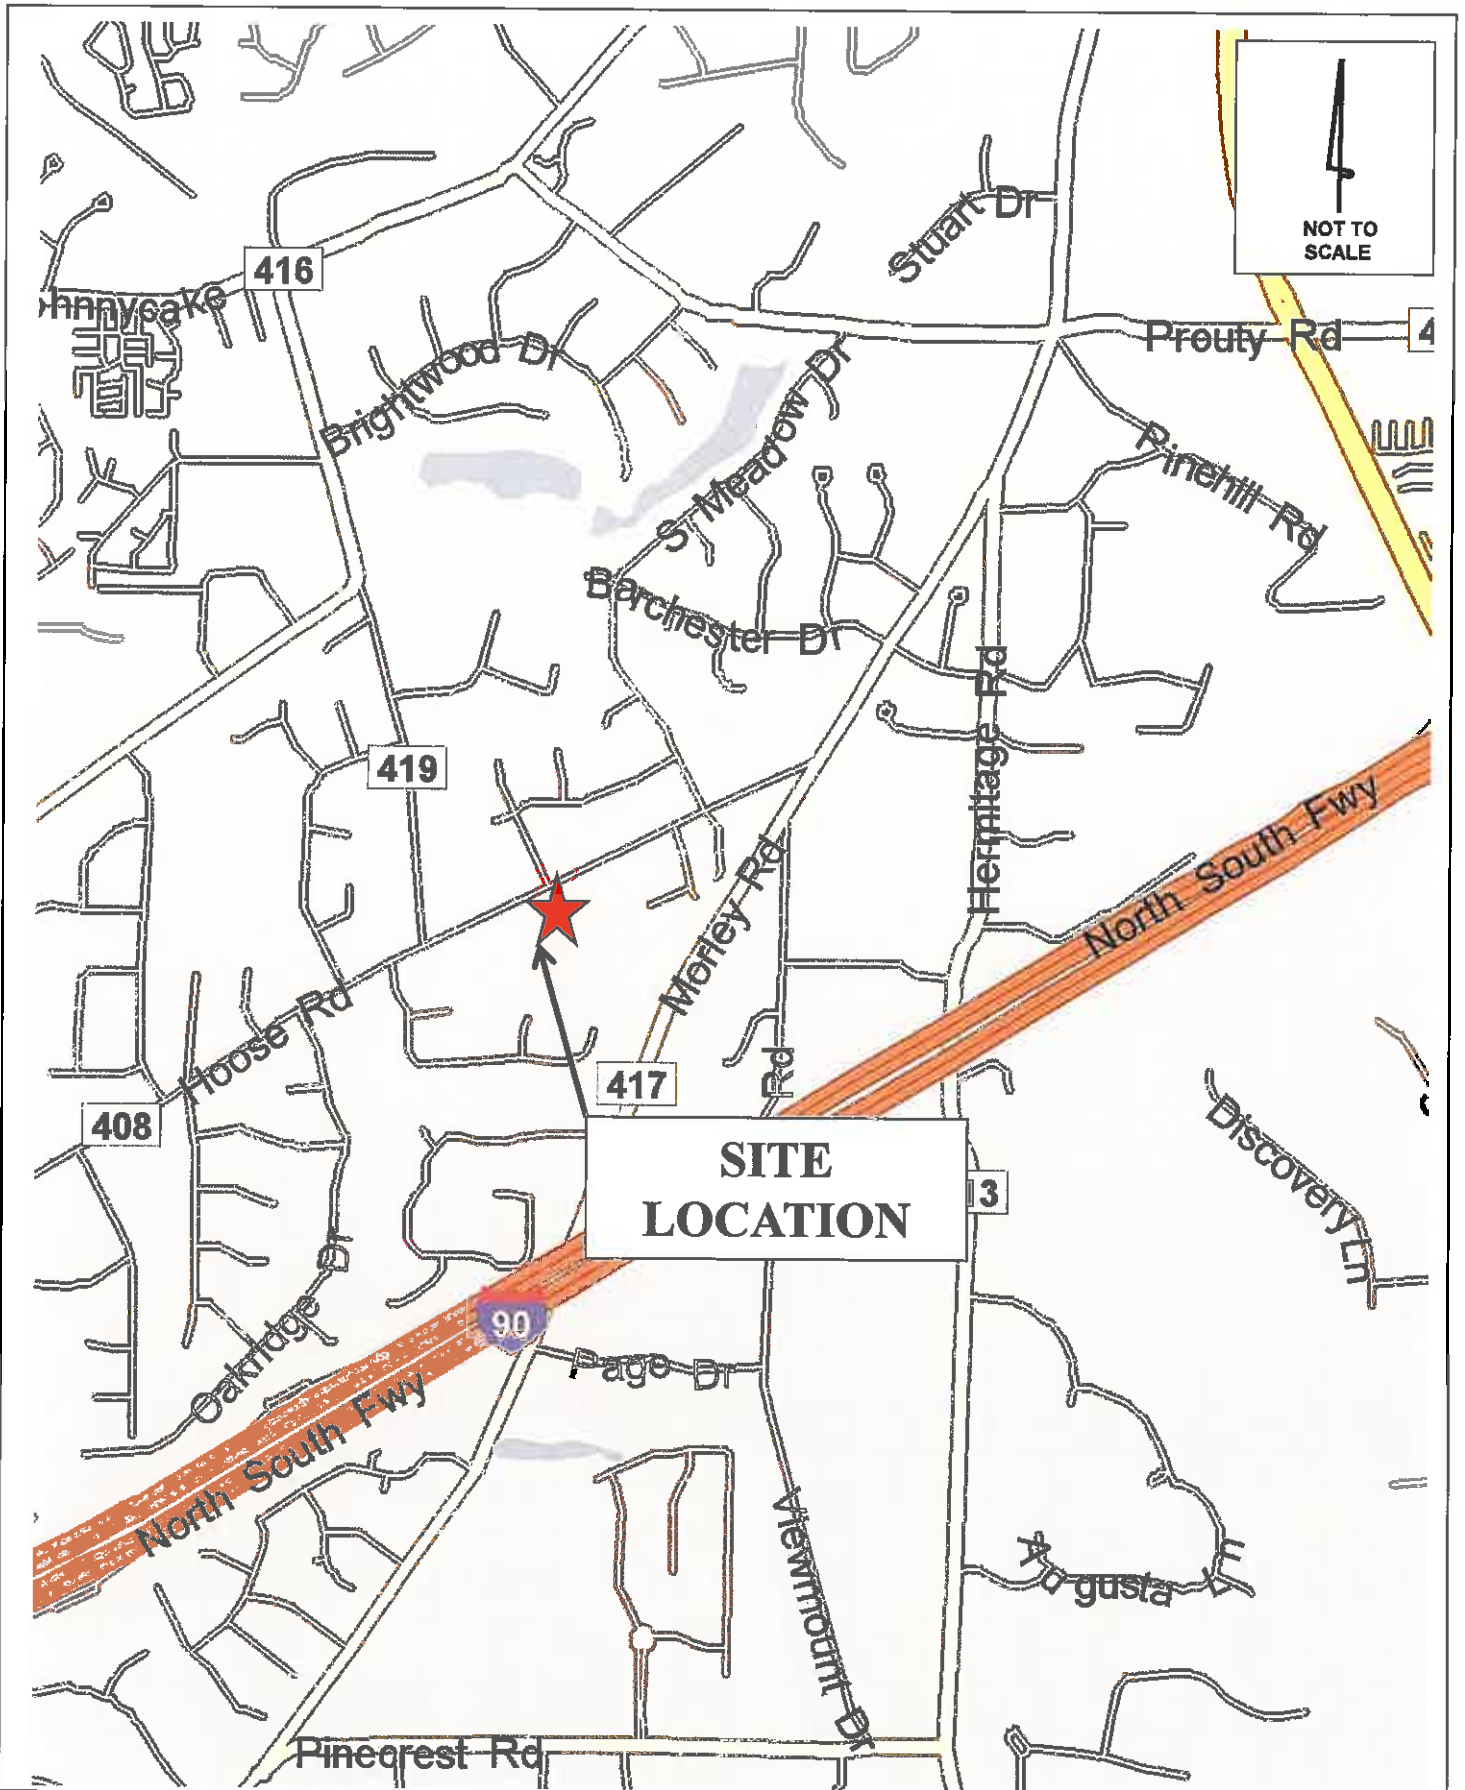 NOT TO
SCALE
Stuart Dr
416
ohnnycake
Prouty Rd
4
Brightwood Dr
S Meadow Dr
Pinehill Rd
Barchester Dr
Hermitage Rd
419
North South Fwy
Morley Rd
Hoose Rd
Rd
417
408
SITE
LOCATION
3
Discovery Ln
90
Oakridge
Page Dr
North South Fwy
Viewmount Dr
Augusta Ln
Pinecrest Rd